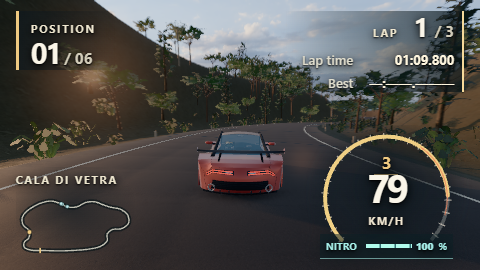 POSITION
01 / 06
LAP 1 / 3
Lap time 01:09.800
Best --:--.---
CALA DI VETRA
3
79
KM/H
NITRO 100 %